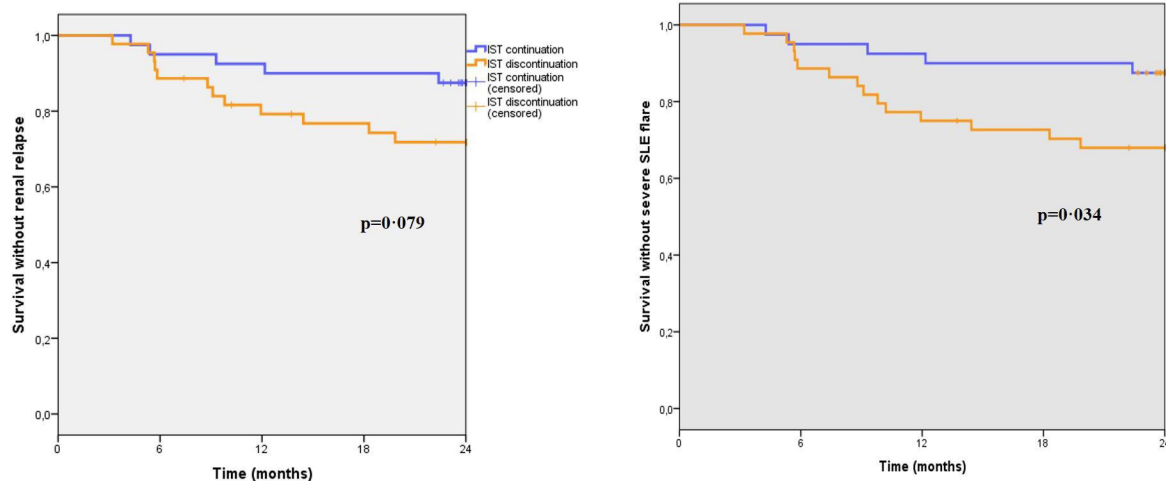 Survival without renal relapse
1,0
0,8
0,6
0,4
0,2
0,0
0
6
12
18
24
Time (months)
p=0·079
IST continuation
IST discontinuation
IST continuation
(censored)
IST discontinuation
(censored)
Survival without severe SLE flare
1,0
0,8
0,6
0,4
0,2
0,0
0
6
12
18
24
Time (months)
p=0·034